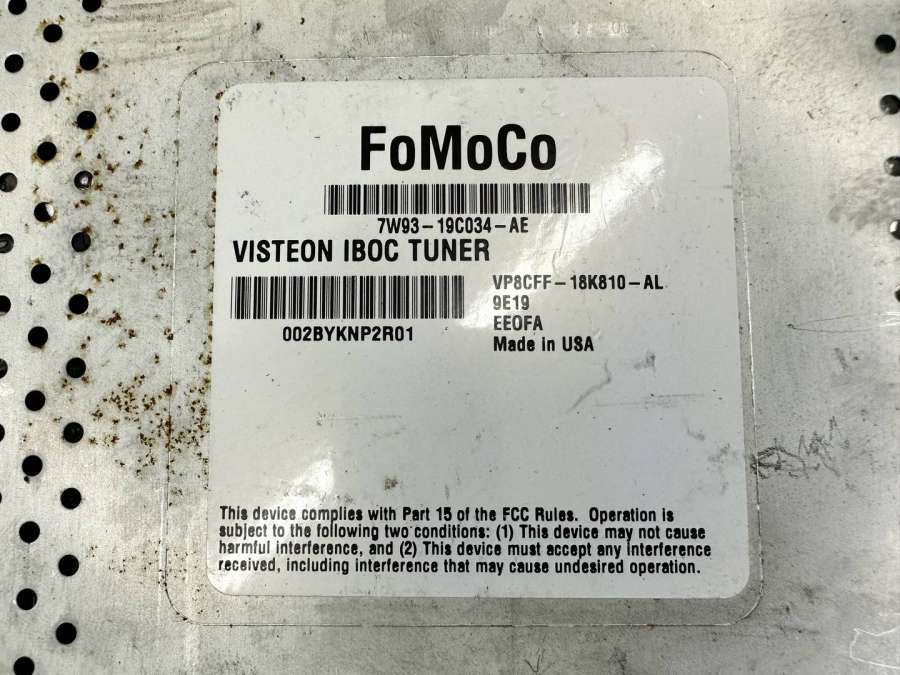 FoMoCo
7W93-19C034-AE
VISTEON IBOC TUNER
VP8CFF-18K810-AL
9E19
EEOFA
Made in USA
002BYKNP2R01
This device complies with Part 15 of the FCC Rules. Operation is
subject to the following two conditions: (1) This device may not cause
harmful interference, and (2) This device must accept any interference
received, including interference that may cause undesired operation.